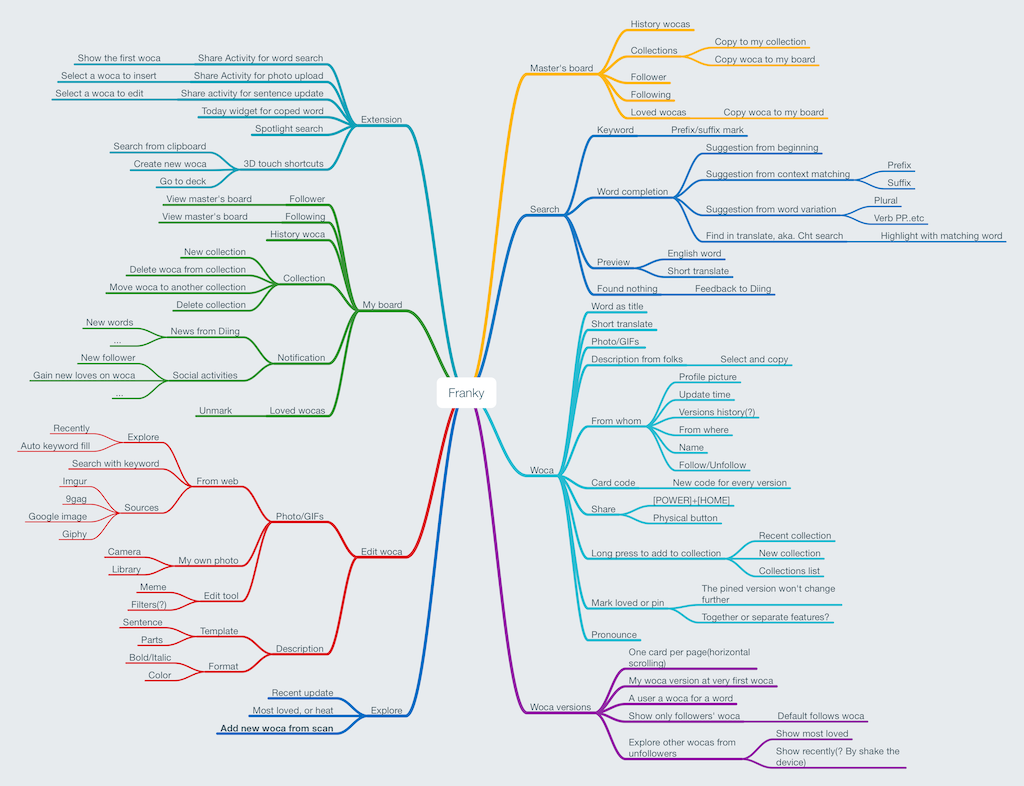 Franky
Extension
Share Activity for word search
Show the first woca
Share Activity for photo upload
Select a woca to insert
Share activity for sentence update
Select a woca to edit
Today widget for coped word
Spotlight search
3D touch shortcuts
Search from clipboard
Create new woca
Go to deck
My board
Follower
View master's board
Following
View master's board
History woca
Collection
New collection
Delete woca from collection
Move woca to another collection
Delete collection
Notification
News from Diing
New words
...
Social activities
New follower
Gain new loves on woca
...
Loved wocas
Unmark
Edit woca
Photo/GIFs
From web
Explore
Recently
Auto keyword fill
Search with keyword
Sources
Imgur
9gag
Google image
Giphy
My own photo
Camera
Library
Edit tool
Meme
Filters(?)
Description
Template
Sentence
Parts
Format
Bold/Italic
Color
Explore
Recent update
Most loved, or heat
Add new woca from scan
Master's board
History wocas
Collections
Copy to my collection
Copy woca to my board
Follower
Following
Loved wocas
Copy woca to my board
Search
Keyword
Prefix/suffix mark
Word completion
Suggestion from beginning
Suggestion from context matching
Prefix
Suffix
Suggestion from word variation
Plural
Verb PP..etc
Find in translate, aka. Cht search
Highlight with matching word
Preview
English word
Short translate
Found nothing
Feedback to Diing
Woca
Word as title
Short translate
Photo/GIFs
Description from folks
Select and copy
From whom
Profile picture
Update time
Versions history(?)
From where
Name
Follow/Unfollow
Card code
New code for every version
Share
[POWER]+[HOME]
Physical button
Long press to add to collection
Recent collection
New collection
Collections list
Mark loved or pin
The pined version won't change
further
Together or separate features?
Pronounce
Woca versions
One card per page(horizontal
scrolling)
My woca version at very first woca
A user a woca for a word
Show only followers' woca
Default follows woca
Explore other wocas from
unfollowers
Show most loved
Show recently(? By shake the
device)